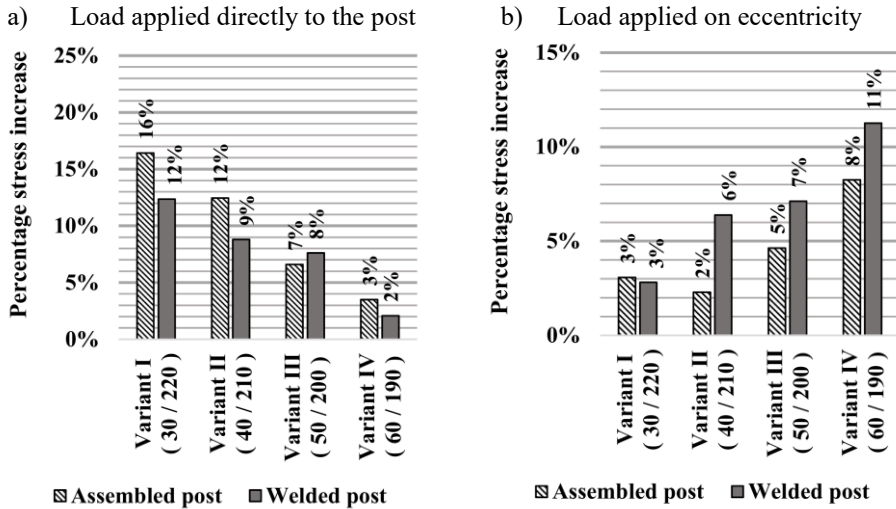 a) Load applied directly to the post
Percentage stress increase
25%
20%
15%
10%
5%
0%
16%
12%
12%
9%
7%
8%
3%
2%
Variant I
( 30 / 220 )
Variant II
( 40 / 210 )
Variant III
( 50 / 200 )
Variant IV
( 60 / 190 )
Assembled post Welded post
b) Load applied on eccentricity
Percentage stress increase
15%
10%
5%
0%
3%
3%
2%
6%
5%
7%
8%
11%
Variant I
( 30 / 220 )
Variant II
( 40 / 210 )
Variant III
( 50 / 200 )
Variant IV
( 60 / 190 )
Assembled post Welded post